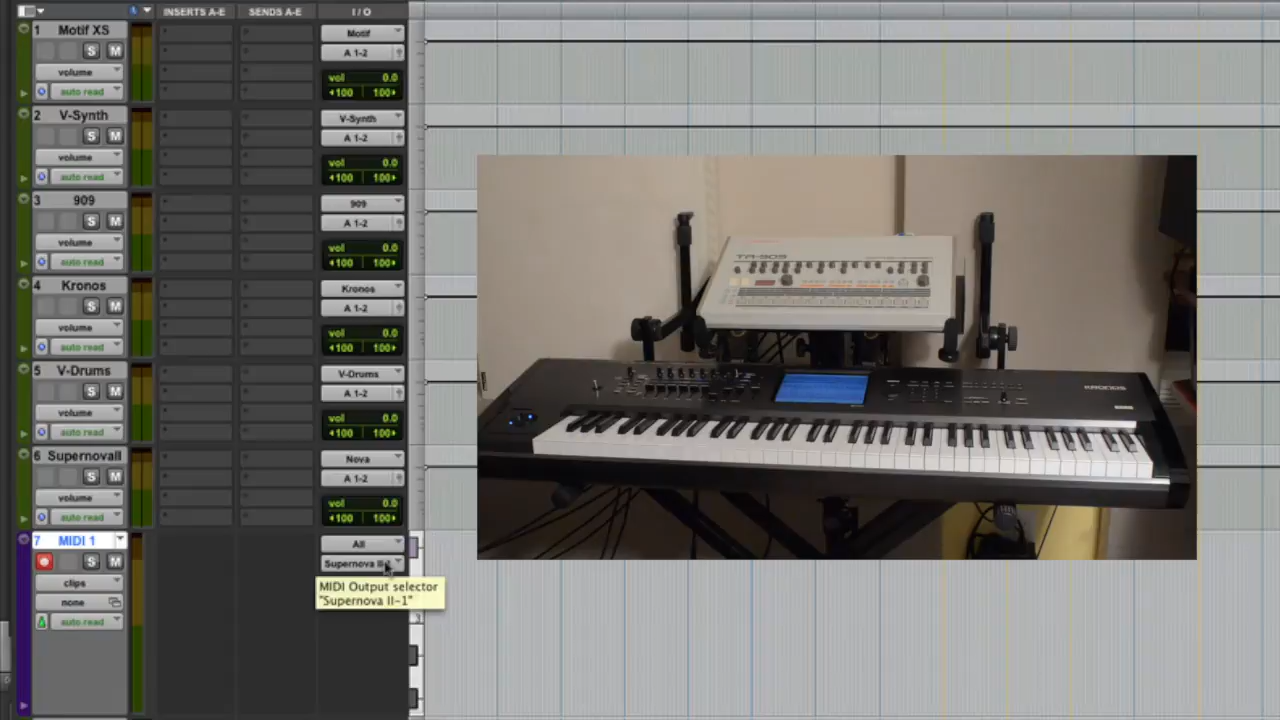 INSERTS A-E SENDS A-E I / O
1 Motif XS
Motif
S M
A 1-2
volume
vol 0.0
auto read
100 100
2 V-Synth
V-Synth
S M
A 1-2
volume
vol 0.0
auto read
100 100
3 909
909
S M
A 1-2
volume
vol 0.0
auto read
100 100
4 Kronos
Kronos
S M
A 1-2
volume
vol 0.0
auto read
100 100
5 V-Drums
V-Drums
S M
A 1-2
volume
vol 0.0
auto read
100 100
6 SupernovaII
Nova
S M
A 1-2
volume
vol 0.0
auto read
100 100
7 MIDI 1
All
S M
Supernova II
clips
MIDI Output selector
"Supernova II-1"
none
auto read
TR-909
KRONOS